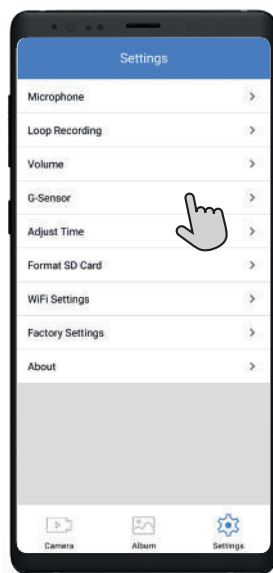 Settings
Microphone
Loop Recording
Volume
G-Sensor
Adjust Time
Format SD Card
WiFi Settings
Factory Settings
About
Camera Album Settings